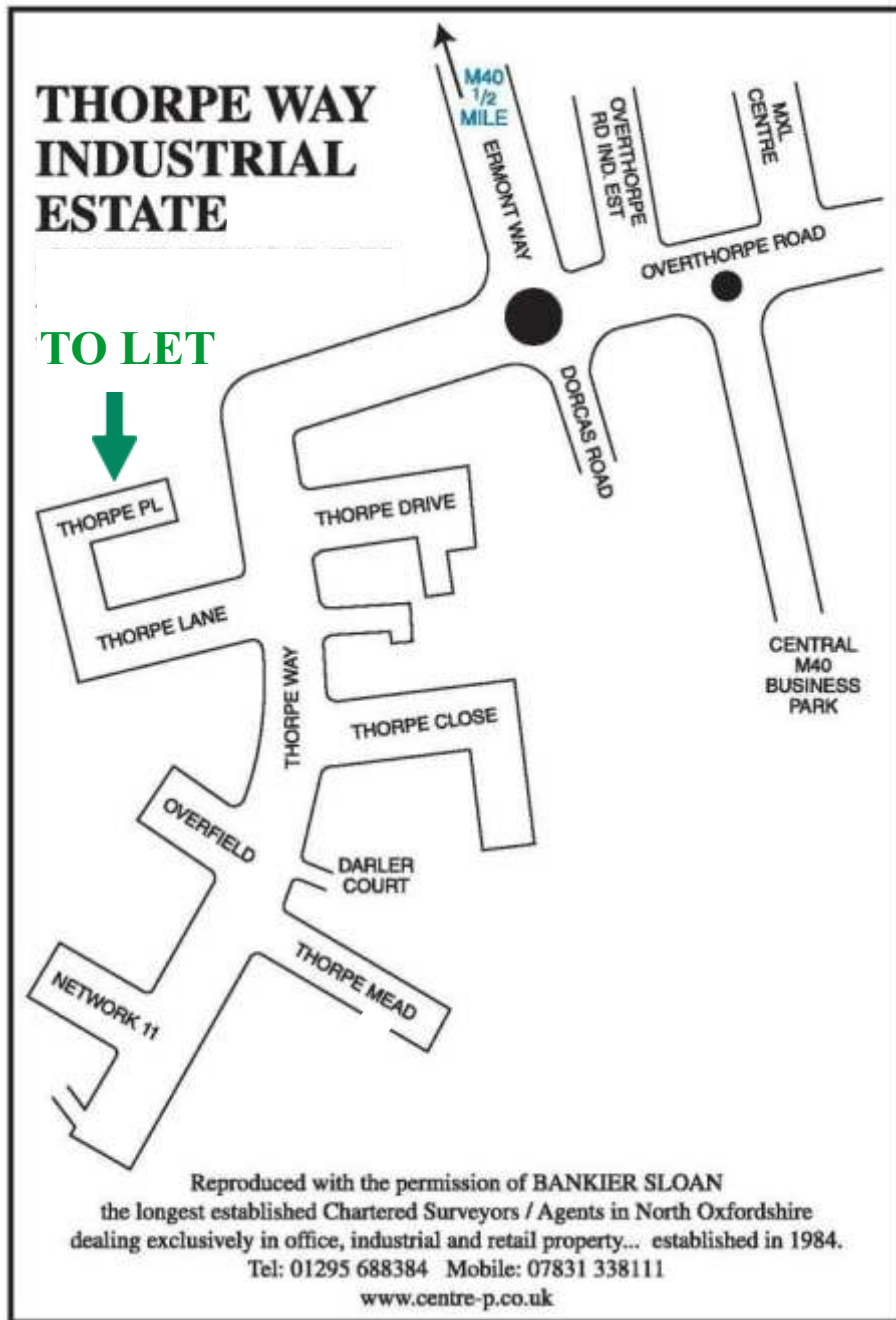 THORPE WAY
INDUSTRIAL
ESTATE
M40
1/2
MILE
ERMONT WAY
OVERTHORPE
RD IND. EST
MXL
CENTRE
OVERTHORPE ROAD
TO LET
DORCAS ROAD
THORPE PL
THORPE DRIVE
THORPE LANE
THORPE WAY
CENTRAL
M40
BUSINESS
PARK
THORPE CLOSE
OVERFIELD
DARLER
COURT
THORPE MEAD
NETWORK 11
Reproduced with the permission of BANKIER SLOAN
the longest established Chartered Surveyors / Agents in North Oxfordshire
dealing exclusively in office, industrial and retail property... established in 1984.
Tel: 01295 688384 Mobile: 07831 338111
www.centre-p.co.uk